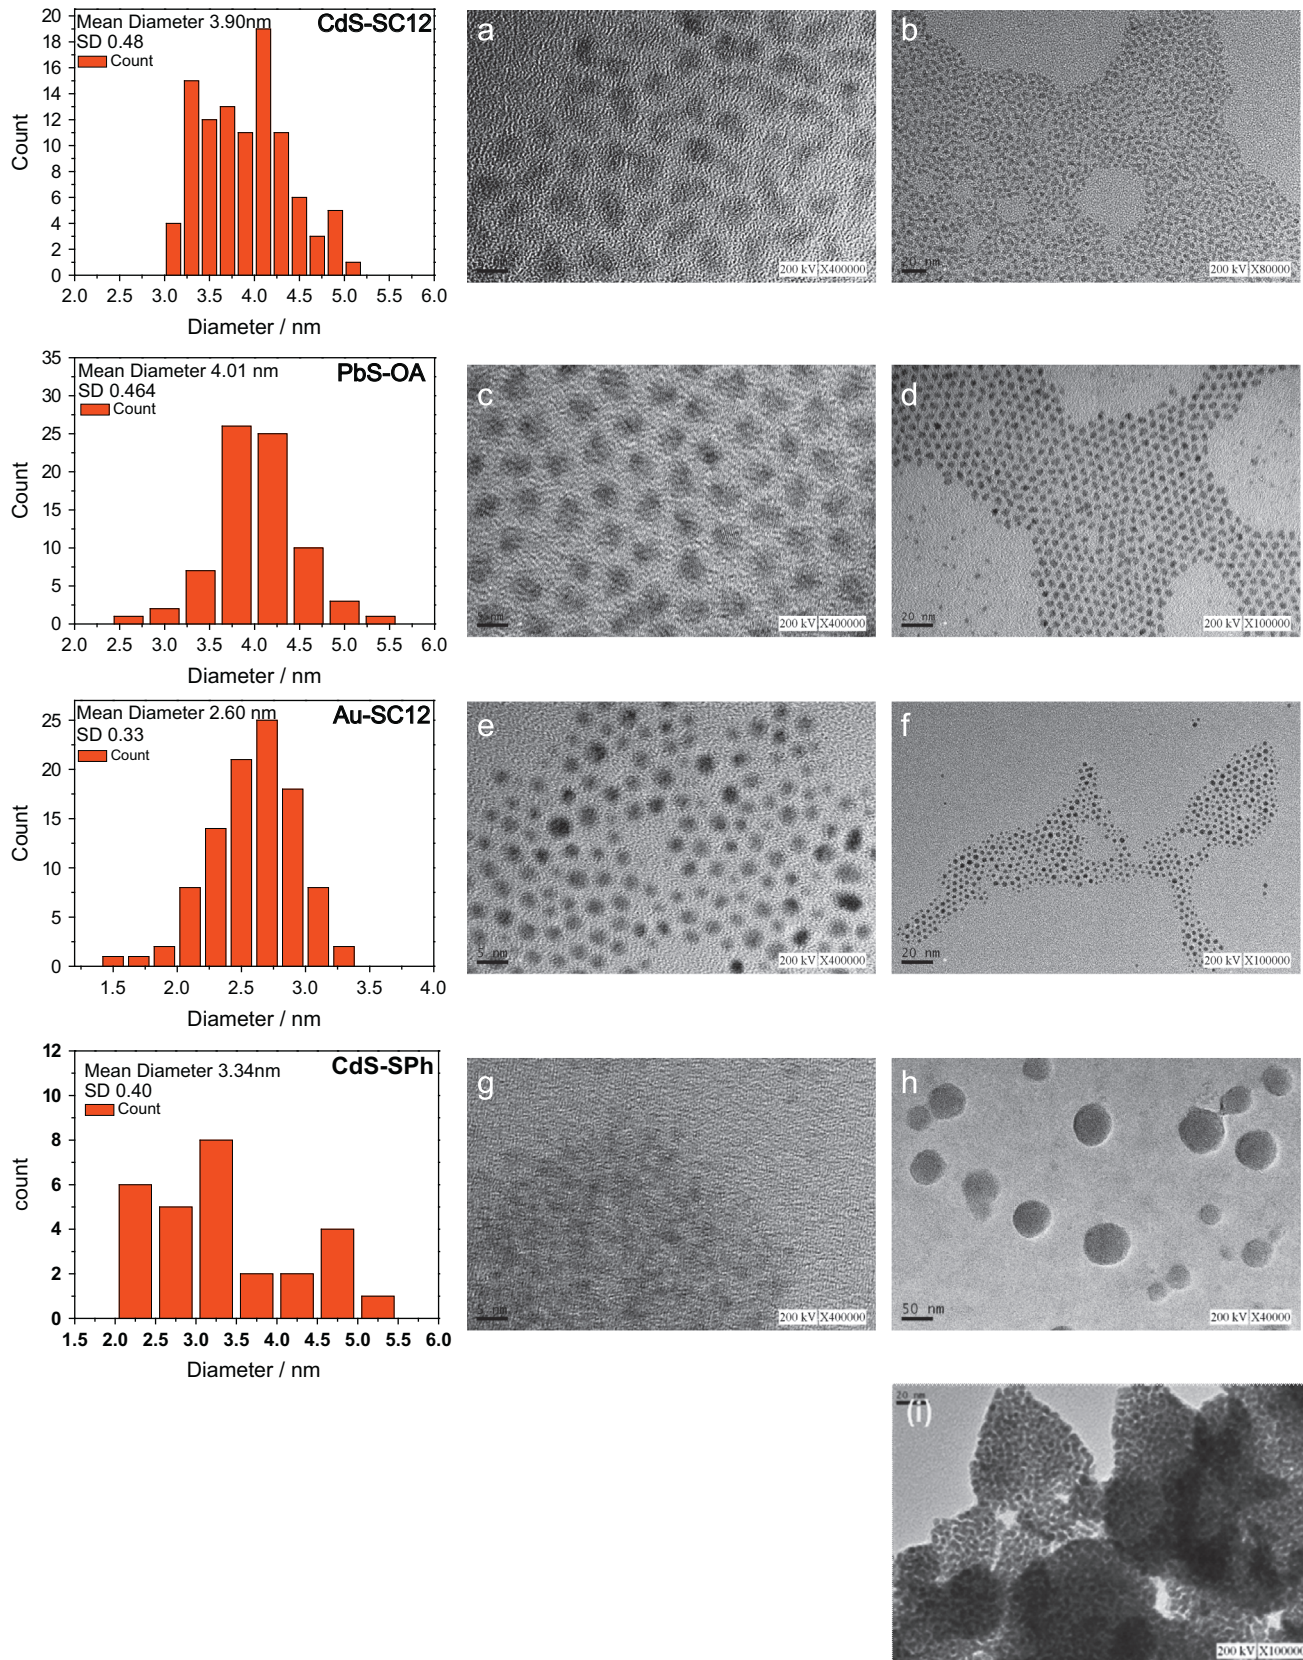 Mean Diameter 3.90nm
SD 0.48
Count
CdS-SC12
20
18
16
14
12
10
8
6
4
2
0
Count
2.0 2.5 3.0 3.5 4.0 4.5 5.0 5.5 6.0
Diameter / nm
a
200 kV X400000
b
20 nm
200 kV X80000
Mean Diameter 4.01 nm
SD 0.464
Count
PbS-OA
35
30
25
20
15
10
5
0
Count
2.0 2.5 3.0 3.5 4.0 4.5 5.0 5.5 6.0
Diameter / nm
c
5 nm
200 kV X400000
d
20 nm
200 kV X100000
Mean Diameter 2.60 nm
SD 0.33
Count
Au-SC12
25
20
15
10
5
0
Count
1.5 2.0 2.5 3.0 3.5 4.0
Diameter / nm
e
5 nm
200 kV X400000
f
20 nm
200 kV X100000
Mean Diameter 3.34nm
SD 0.40
Count
CdS-SPh
12
10
8
6
4
2
0
count
1.5 2.0 2.5 3.0 3.5 4.0 4.5 5.0 5.5 6.0
Diameter / nm
g
5 nm
200 kV X400000
h
50 nm
200 kV X40000
20 nm
(i)
200 kV X100000